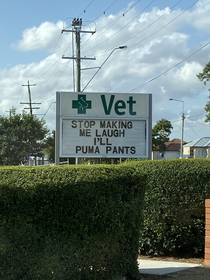 Vet
STOP MAKING
ME LAUGH
I'LL
PUMA PANTS